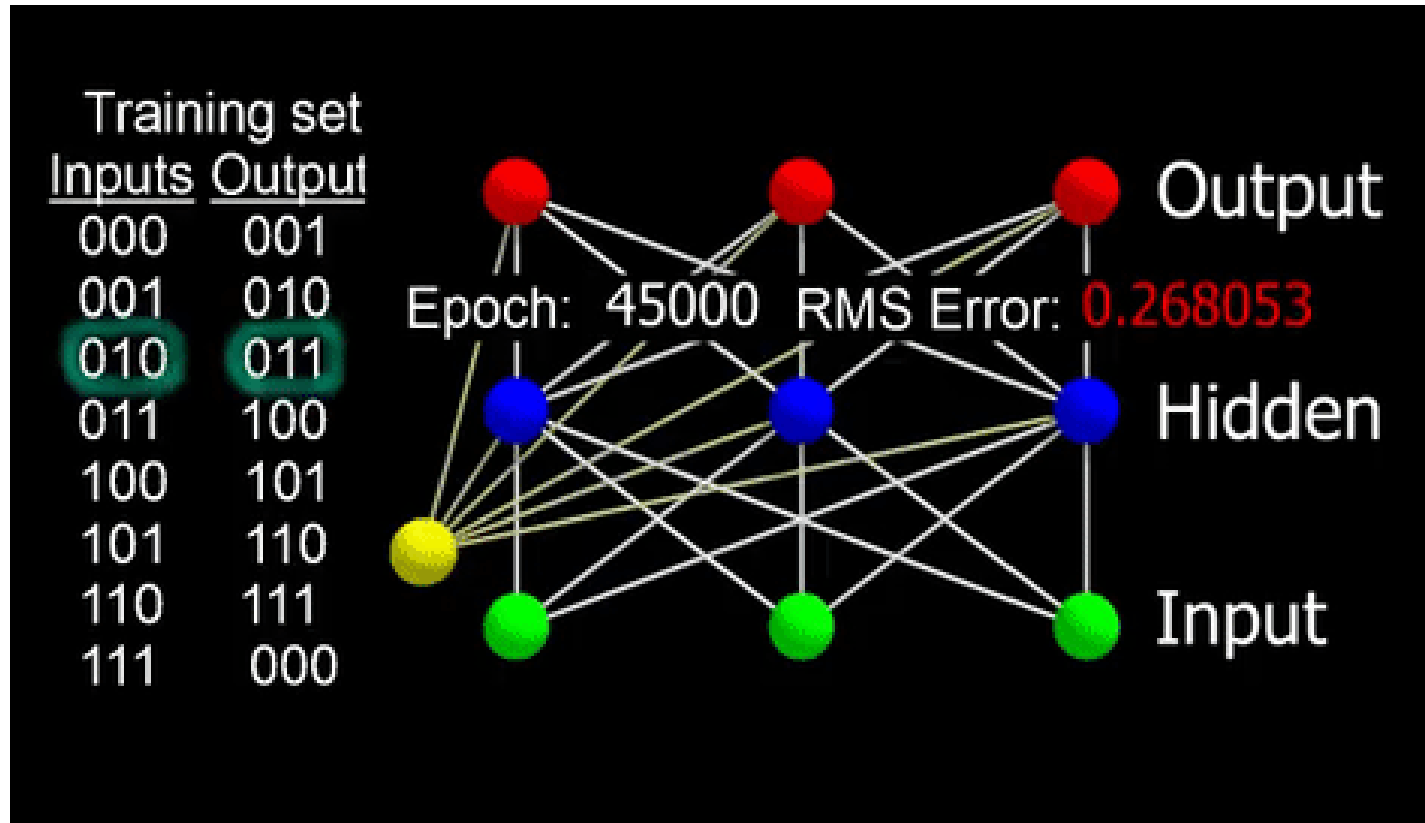 Training set
Inputs Output
000 001
001 010
010 011
011 100
100 101
101 110
110 111
111 000
Output
Epoch: 45000 RMS Error: 0.268053
Hidden
Input